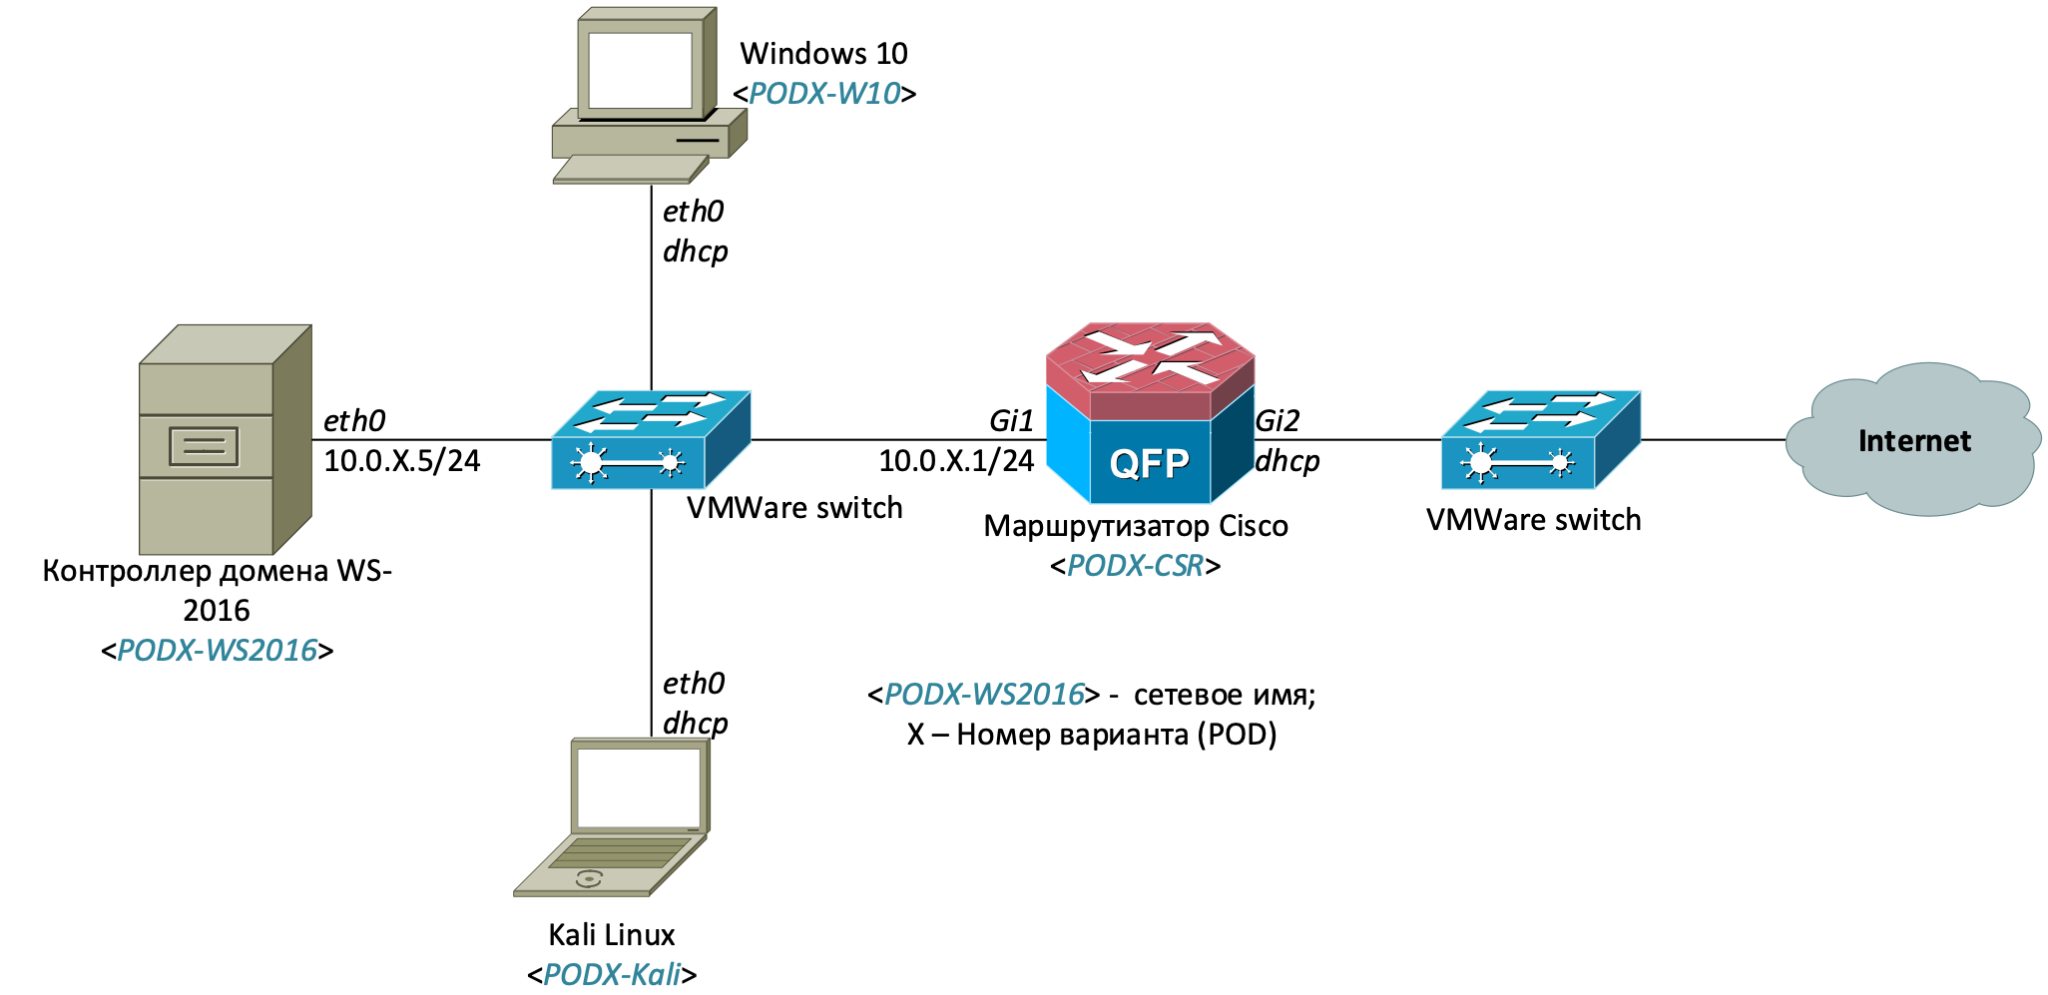 Windows 10
<PODX-W10>
eth0
dhcp
eth0
10.0.X.5/24
Gi1
10.0.X.1/24
QFP
Gi2
dhcp
Internet
VMWare switch
Маршрутизатор Cisco
<PODX-CSR>
VMWare switch
Контроллер домена WS-
2016
<PODX-WS2016>
eth0
dhcp
<PODX-WS2016> - сетевое имя;
X – Номер варианта (POD)
Kali Linux
<PODX-Kali>